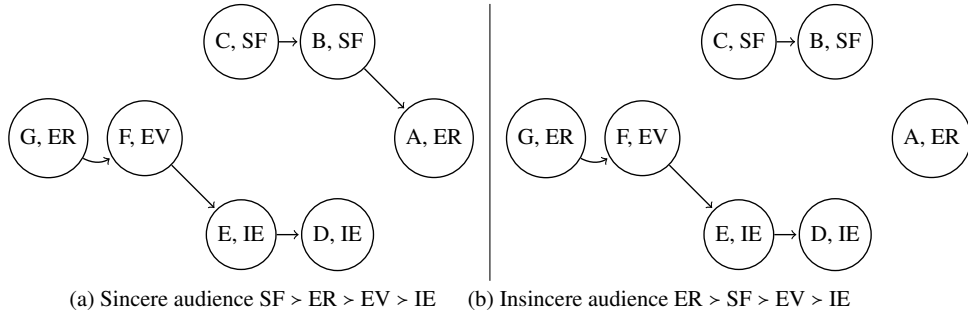 C, SF
B, SF
C, SF
B, SF
G, ER
F, EV
A, ER
G, ER
F, EV
A, ER
E, IE
D, IE
E, IE
D, IE
(a) Sincere audience SF > ER > EV > IE
(b) Insincere audience ER > SF > EV > IE